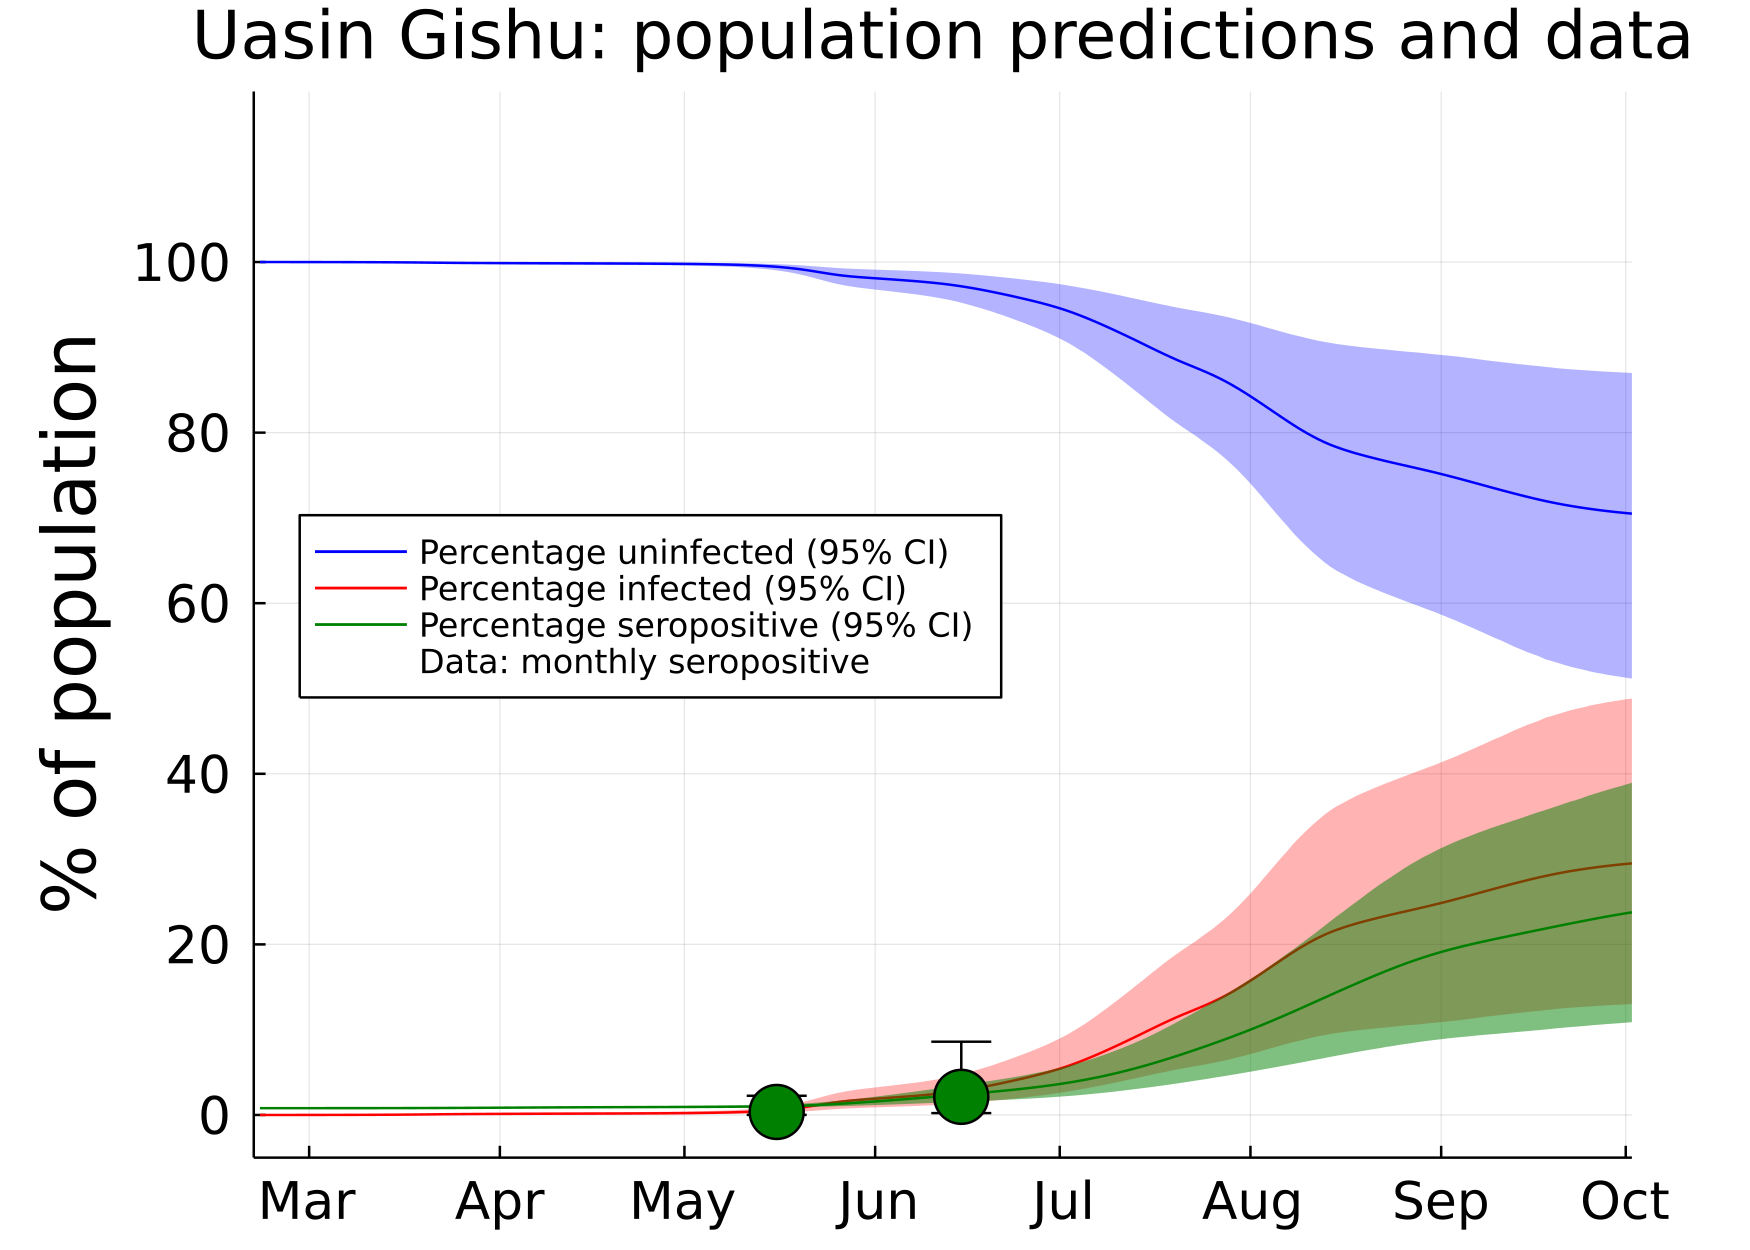 Uasin Gishu: population predictions and data
% of population
100
80
60
40
20
0
Percentage uninfected (95% CI)
Percentage infected (95% CI)
Percentage seropositive (95% CI)
Data: monthly seropositive
Mar Apr May Jun Jul Aug Sep Oct